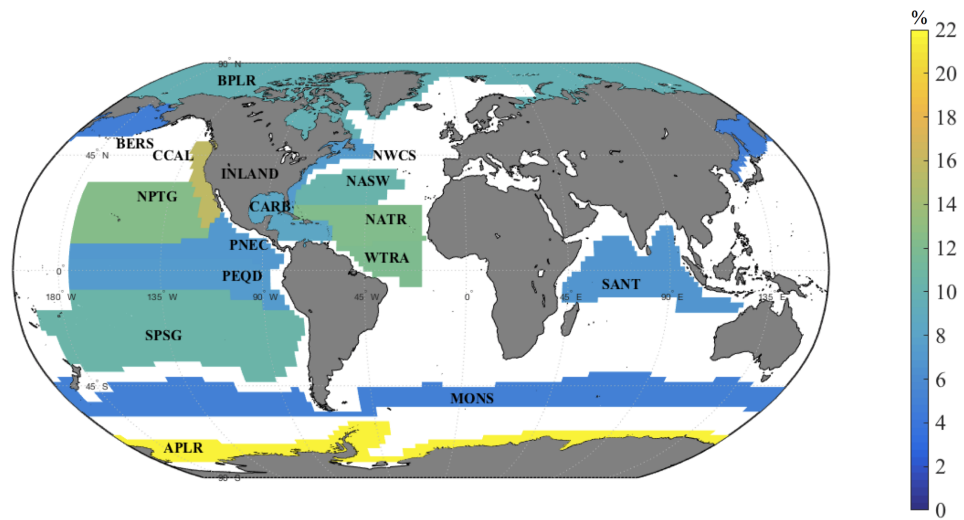 %
90° N
22
BPLR
20
18
BERS
CCAL
45° N
NWCS
16
INLAND
NASW
14
NPTG
CARB
NATR
12
PNEC
WTRA
0°
PEQD
SANT
10
180 W
135° W
90° W
45° W
0°
45° E
90° E
135° E
8
SPSG
6
45° S
MONS
4
APLR
2
90° S
0